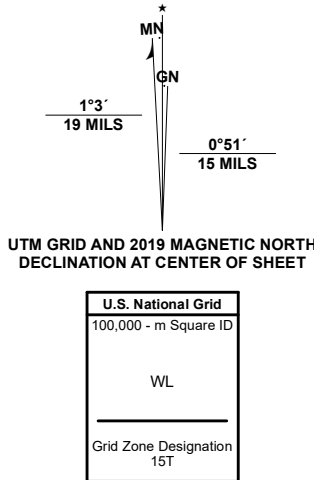 ★
MN
GN
1°3´
19 MILS
0°51´
15 MILS
UTM GRID AND 2019 MAGNETIC NORTH
DECLINATION AT CENTER OF SHEET
U.S. National Grid
100,000 - m Square ID
WL
Grid Zone Designation
15T